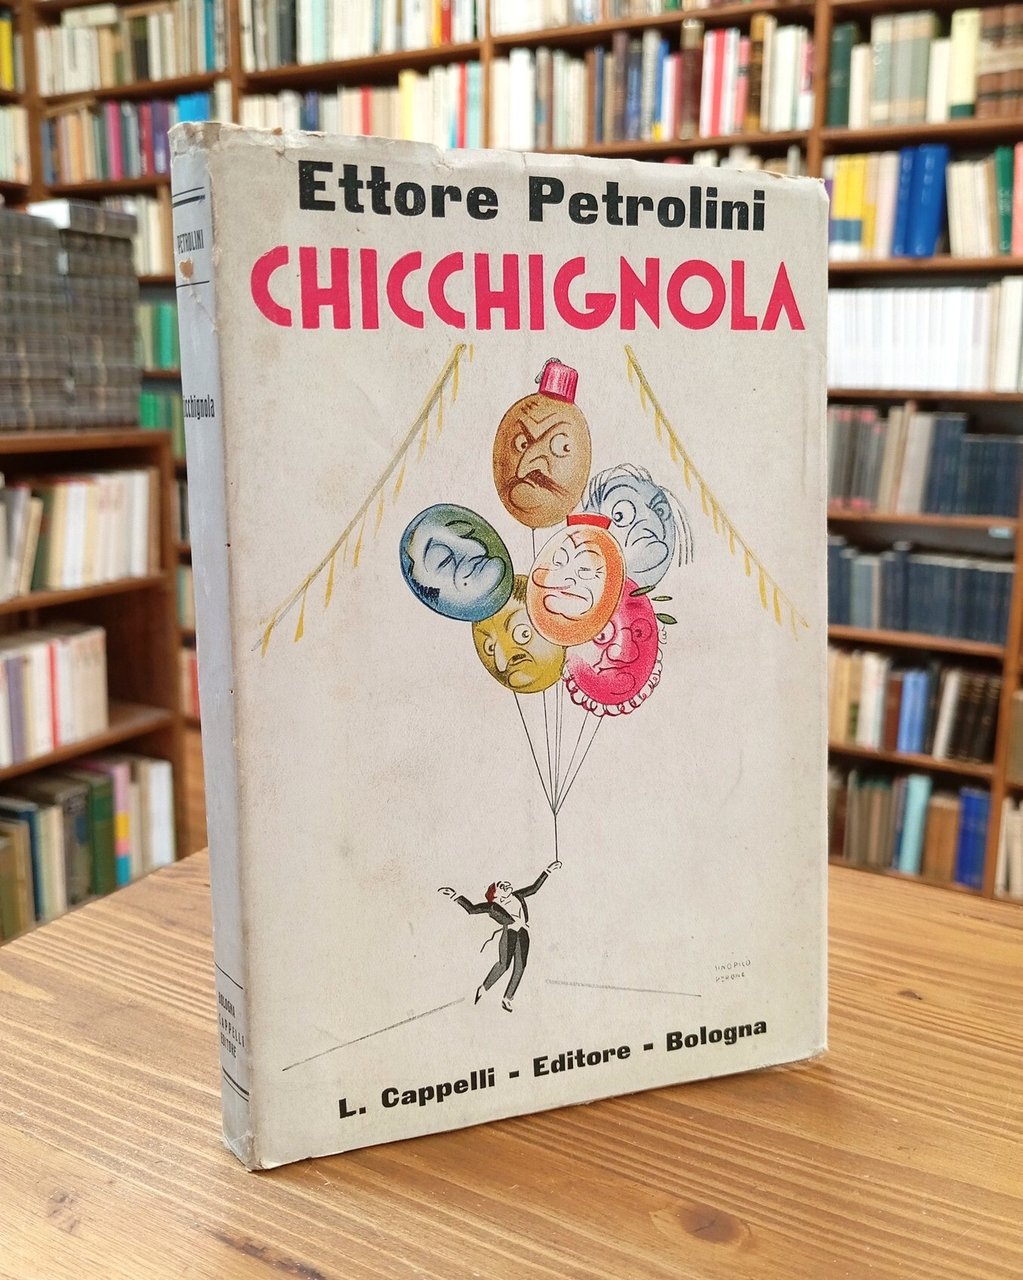 Ettore Petrolini
CHICCHIGNOLA
L. Cappelli - Editore - Bologna
PETROLINI
Chicchignola
BOLOGNA
CAPPELLI
EDITORE